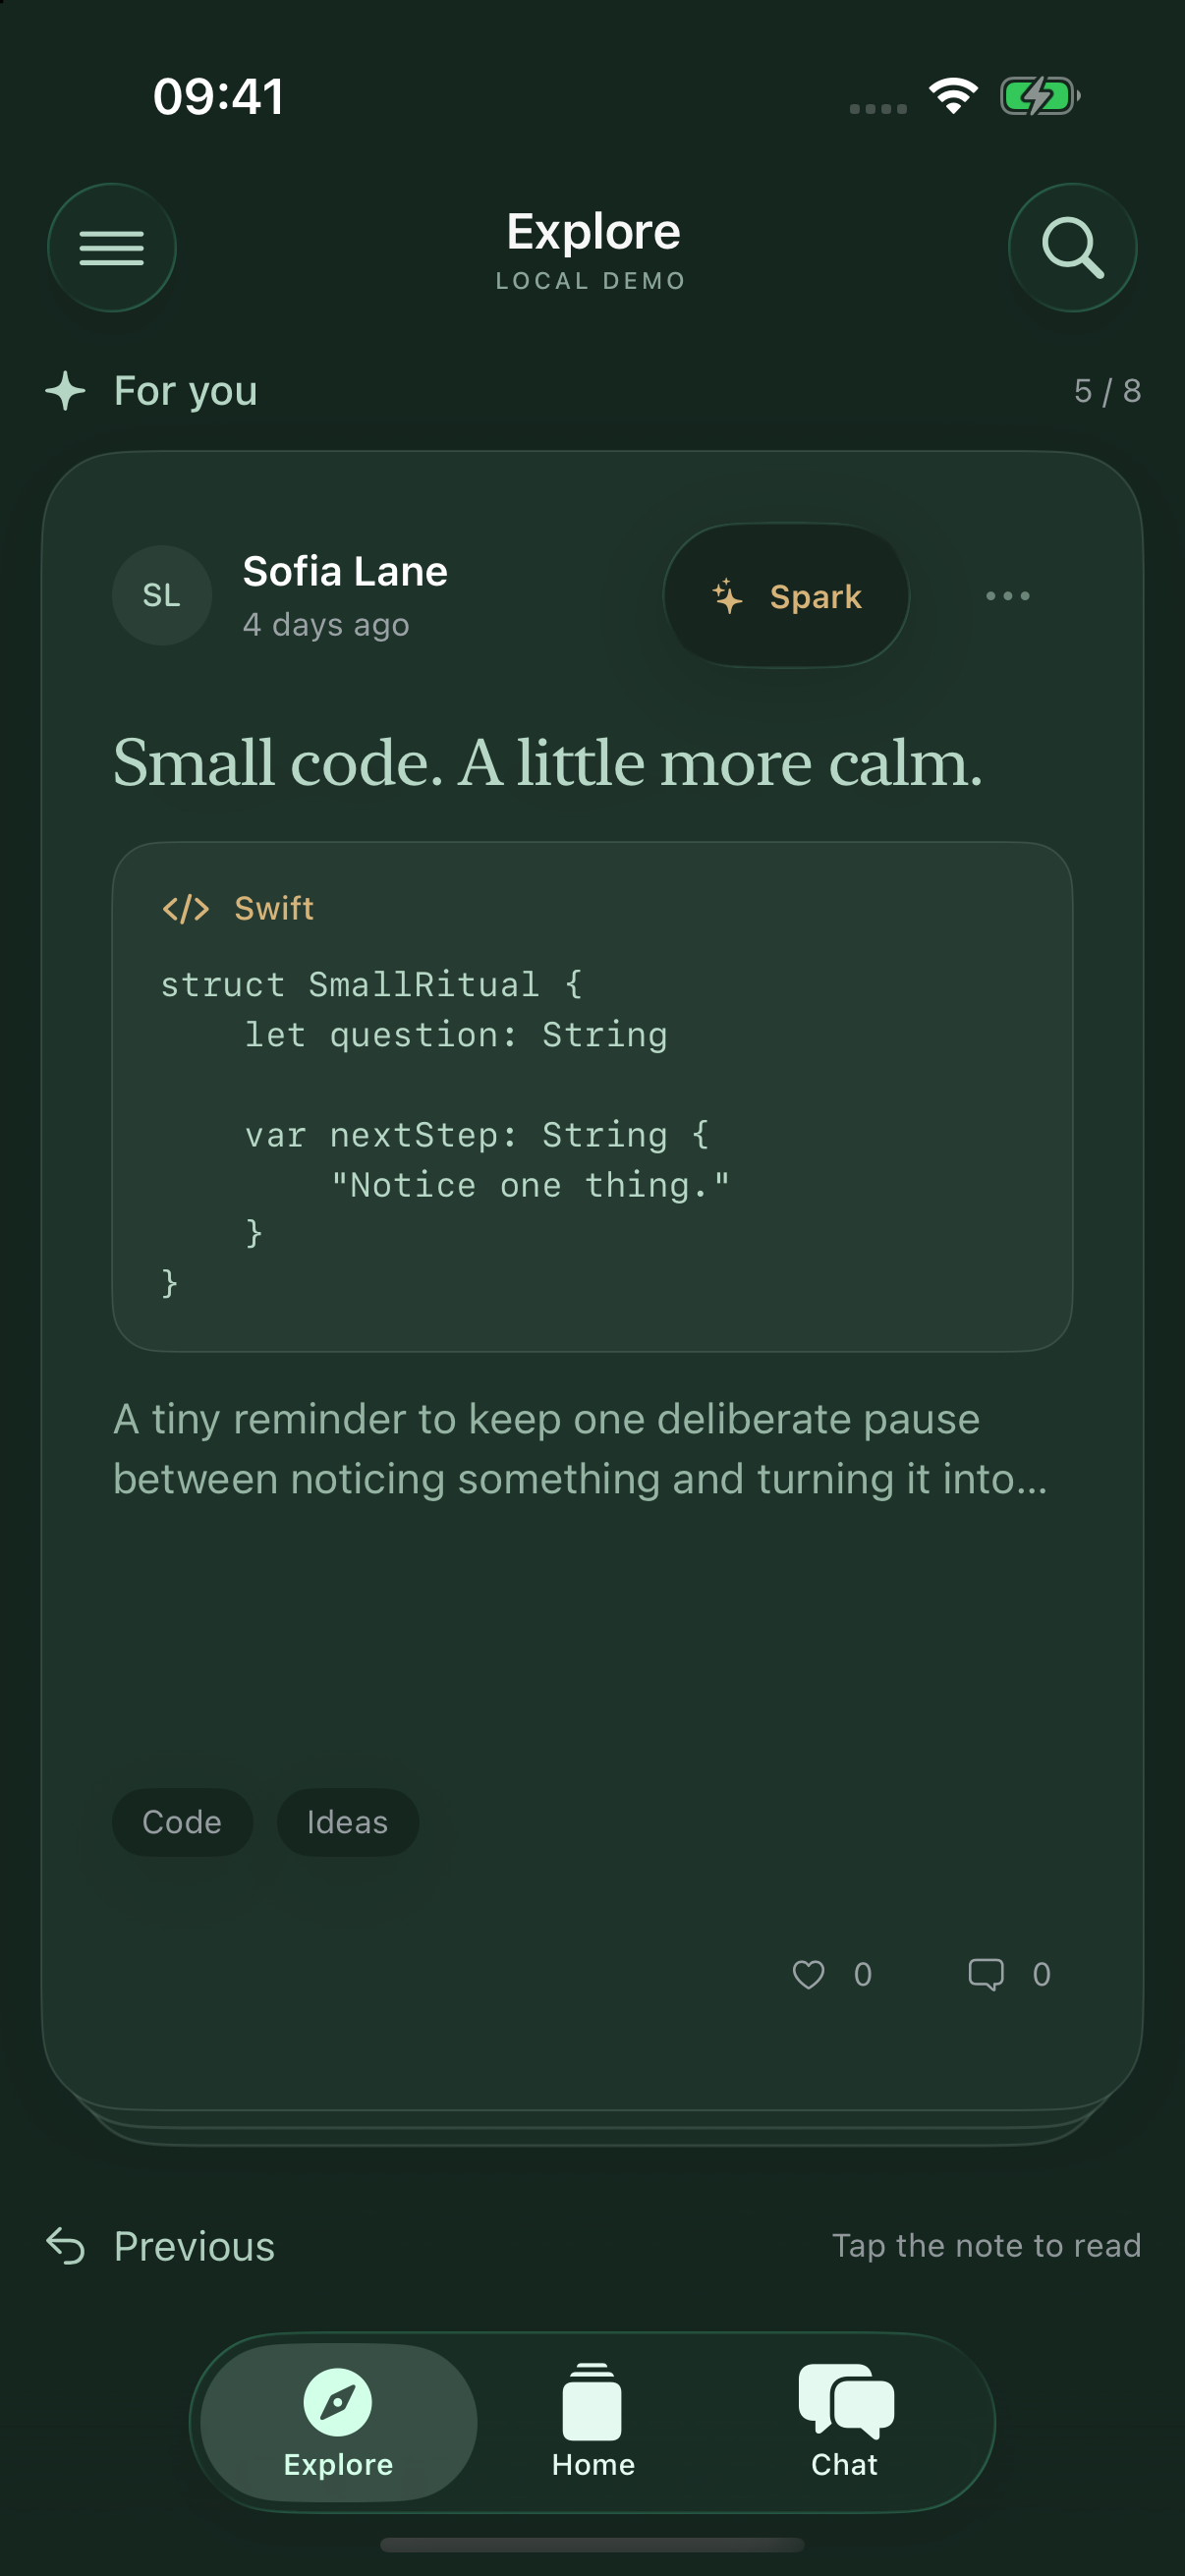 09:41
Explore
LOCAL DEMO
For you
5 / 8
SL
Sofia Lane
4 days ago
Spark
Small code. A little more calm.
</> Swift
struct SmallRitual {
    let question: String

    var nextStep: String {
        "Notice one thing."
    }
}
A tiny reminder to keep one deliberate pause
between noticing something and turning it into...
Code
Ideas
0
0
Previous
Tap the note to read
Explore
Home
Chat